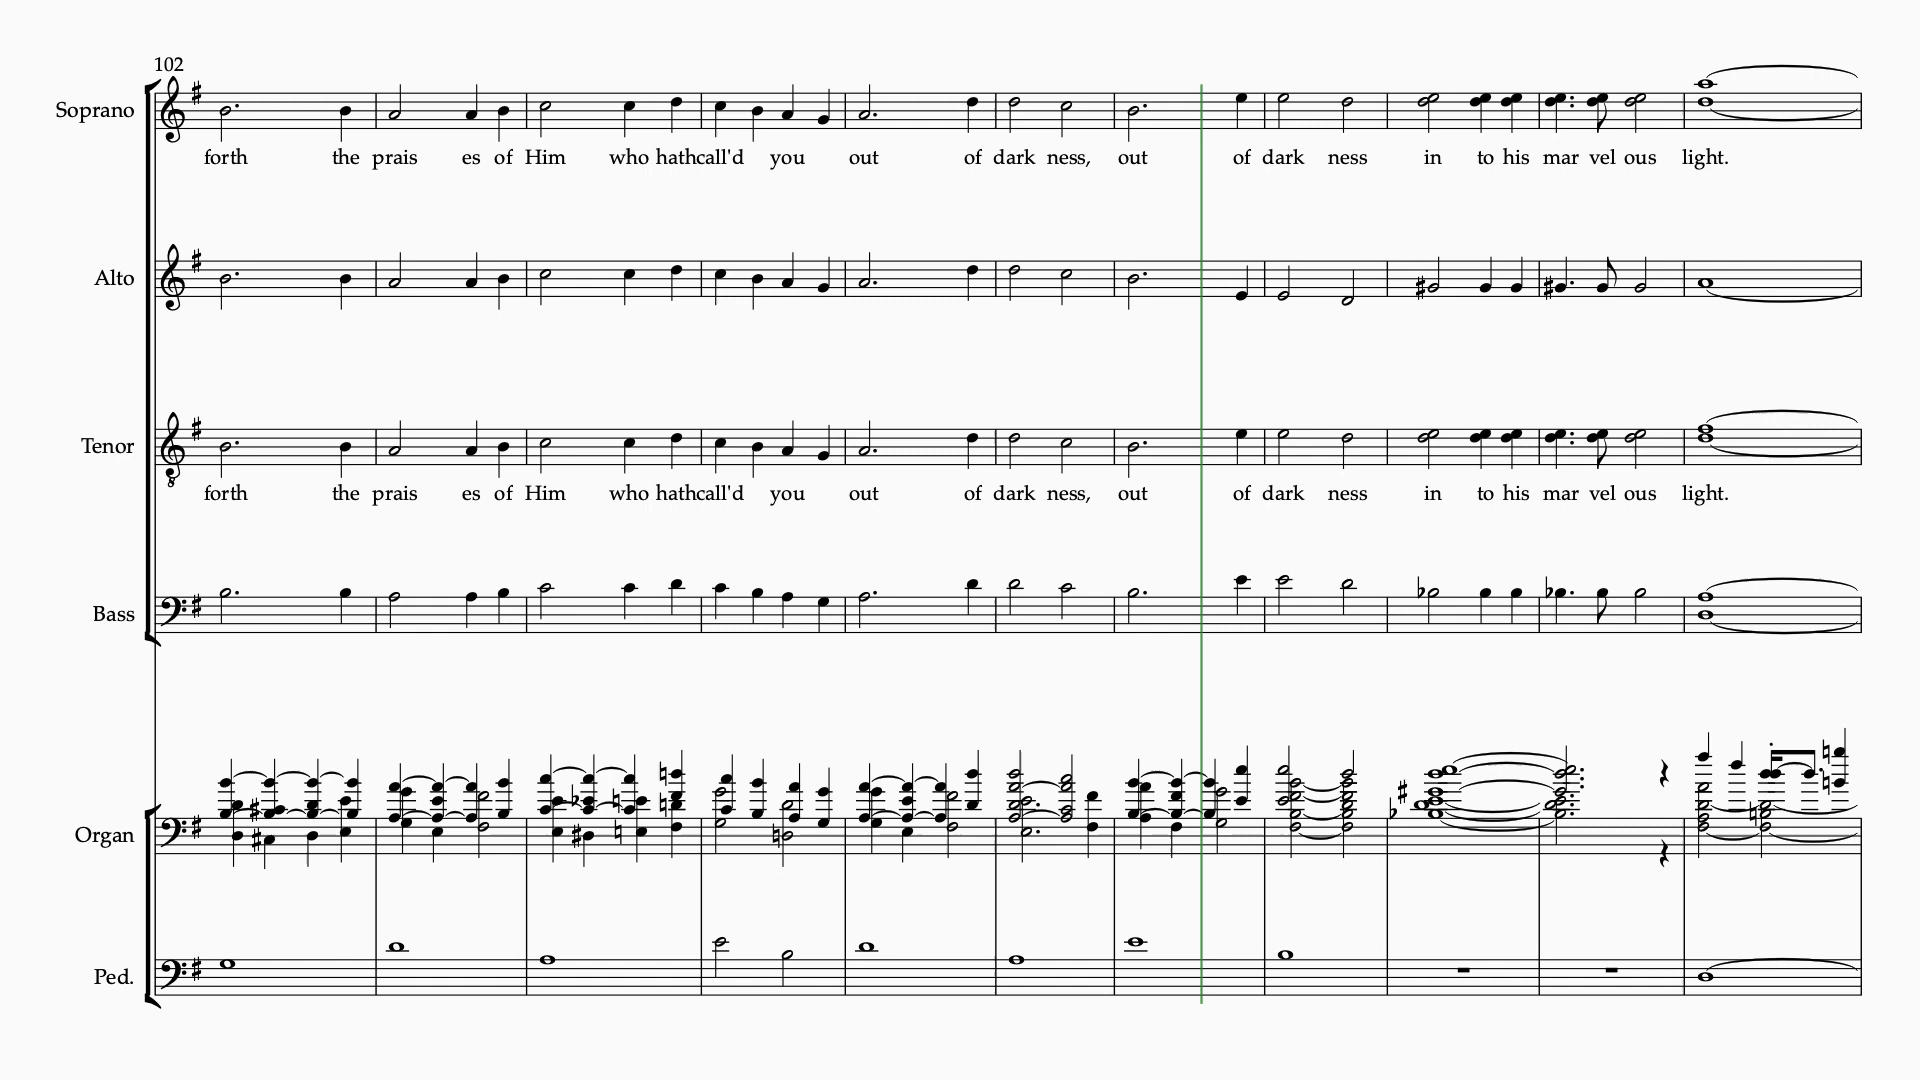 102
Soprano
forth the prais es of Him who hathcall'd you out of dark ness, out of dark ness in to his mar vel ous light.
Alto
Tenor
forth the prais es of Him who hathcall'd you out of dark ness, out of dark ness in to his mar vel ous light.
Bass
Organ
Ped.